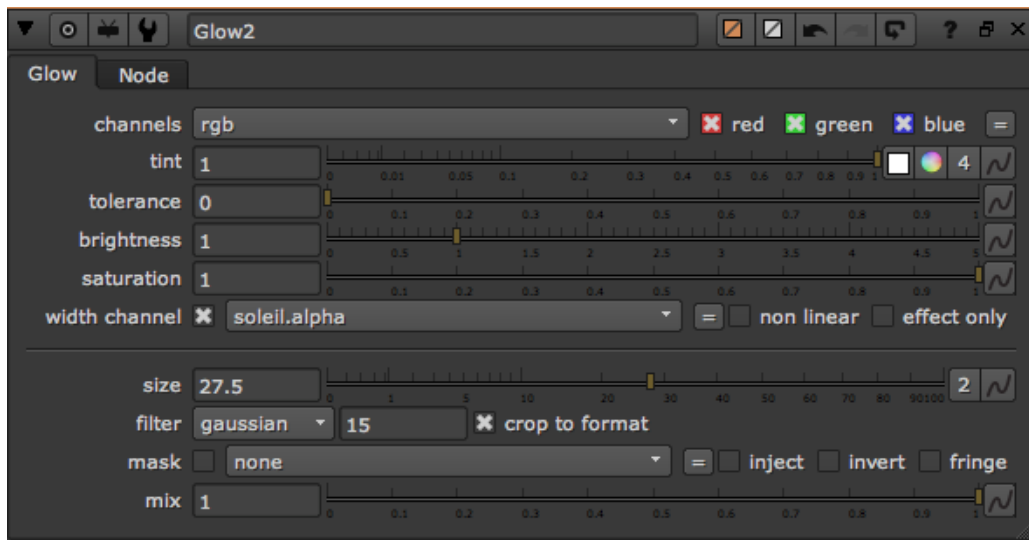 Glow2 ?
Glow Node
channels rgb red green blue =
tint 1 4
0 0.01 0.05 0.1 0.2 0.3 0.4 0.5 0.6 0.7 0.8 0.9 1
tolerance 0
0 0.1 0.2 0.3 0.4 0.5 0.6 0.7 0.8 0.9 1
brightness 1
0 0.5 1 1.5 2 2.5 3 3.5 4 4.5 5
saturation 1
0 0.1 0.2 0.3 0.4 0.5 0.6 0.7 0.8 0.9 1
width channel soleil.alpha = non linear effect only
size 27.5 2
0 1 5 10 20 30 40 50 60 70 80 90100
filter gaussian 15 crop to format
mask none = inject invert fringe
mix 1
0 0.1 0.2 0.3 0.4 0.5 0.6 0.7 0.8 0.9 1